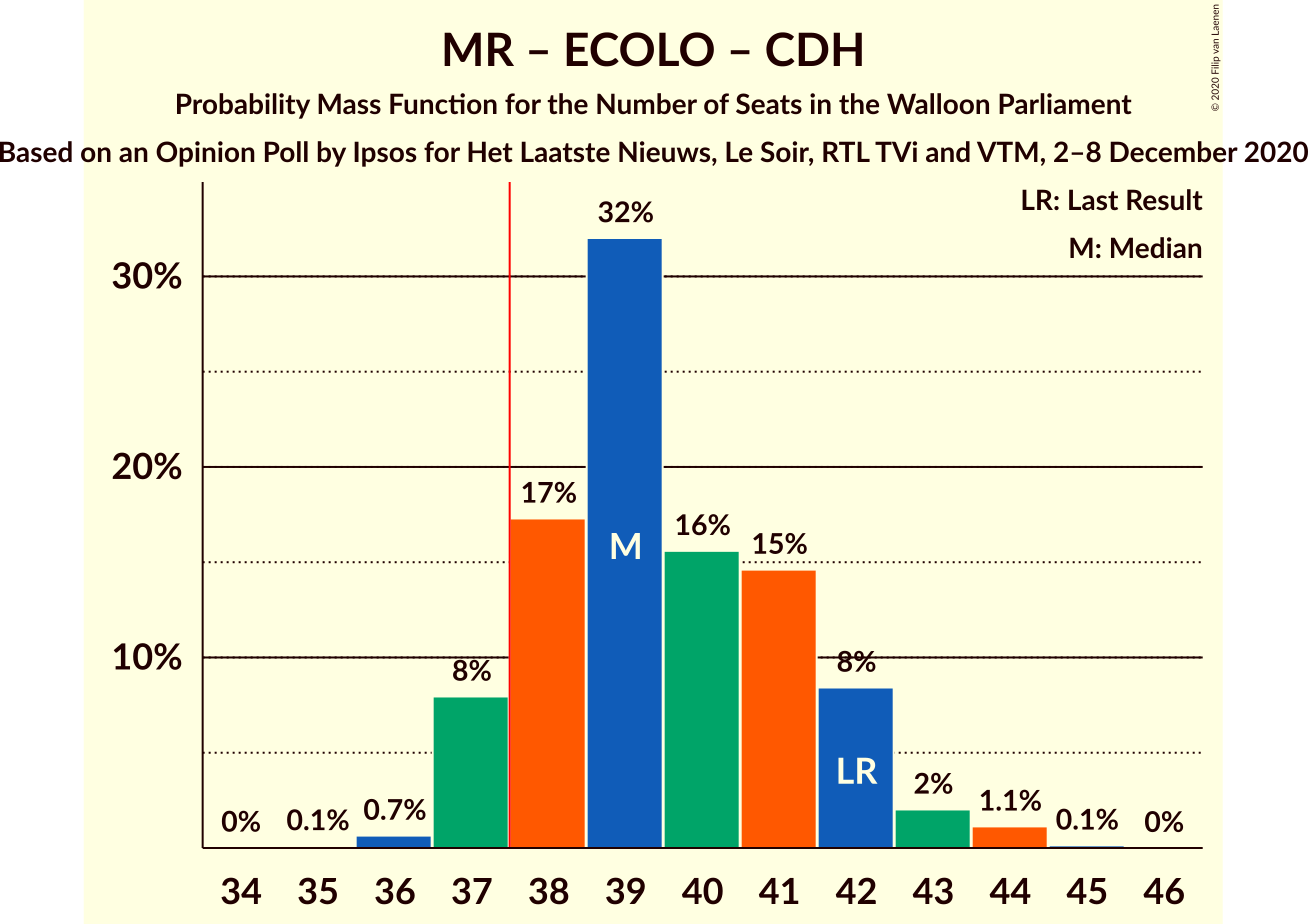 MR – ECOLO – CDH
© 2020 Filip van Laenen
Probability Mass Function for the Number of Seats in the Walloon Parliament
Based on an Opinion Poll by Ipsos for Het Laatste Nieuws, Le Soir, RTL TVi and VTM, 2–8 December 2020
LR: Last Result
M: Median
30%
20%
10%
0%
0.1%
0.7%
8%
17%
32%
16%
15%
8%
2%
1.1%
0.1%
0%
M
LR
34 35 36 37 38 39 40 41 42 43 44 45 46